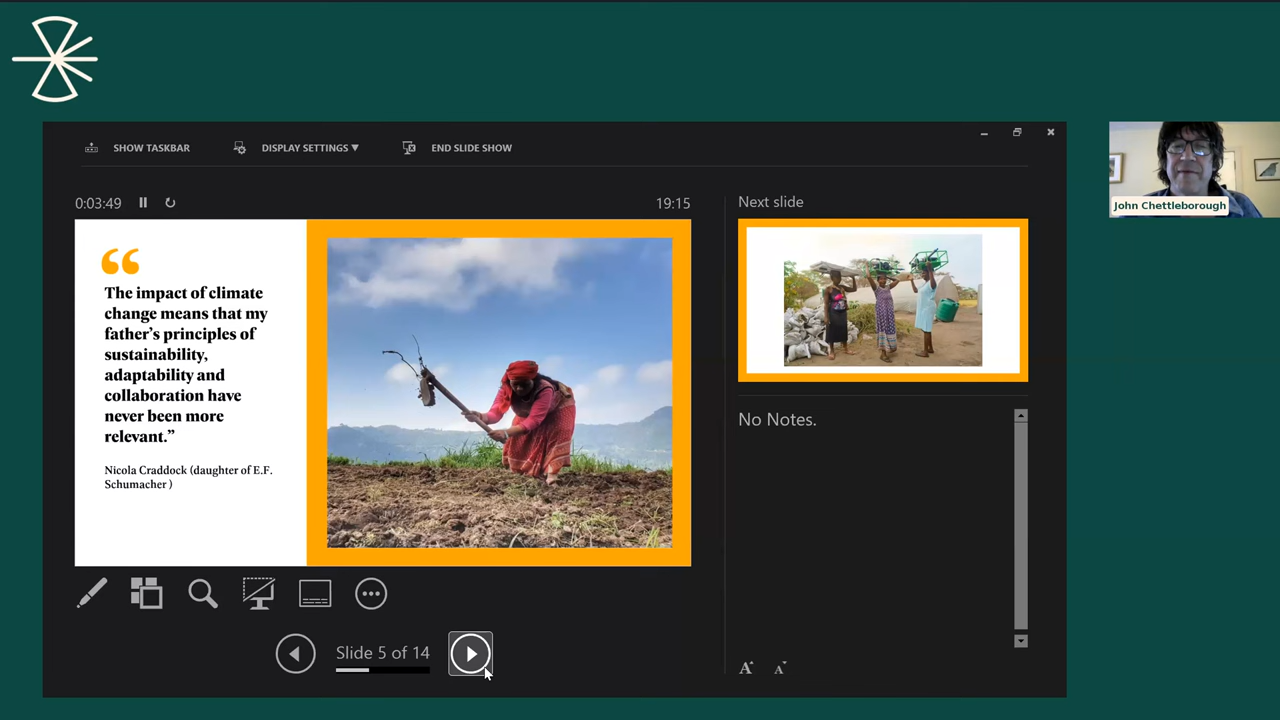 SHOW TASKBAR
DISPLAY SETTINGS ▼
END SLIDE SHOW
0:03:49
19:15
Next slide
“
The impact of climate
change means that my
father’s principles of
sustainability,
adaptability and
collaboration have
never been more
relevant.”
Nicola Craddock (daughter of E.F.
Schumacher )
No Notes.
Slide 5 of 14
A
A
John Chettleborough